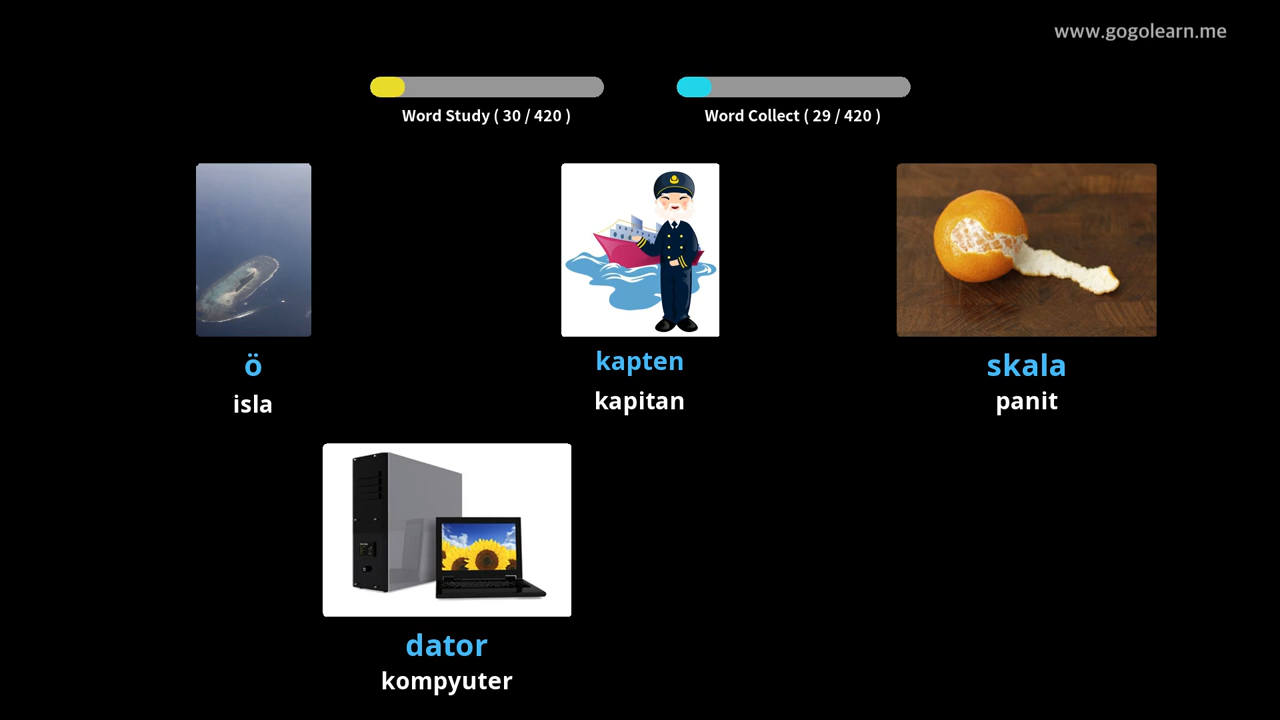 www.gogolearn.me
Word Study ( 30 / 420 )
Word Collect ( 29 / 420 )
ö
isla
kapten
kapitan
skala
panit
dator
kompyuter